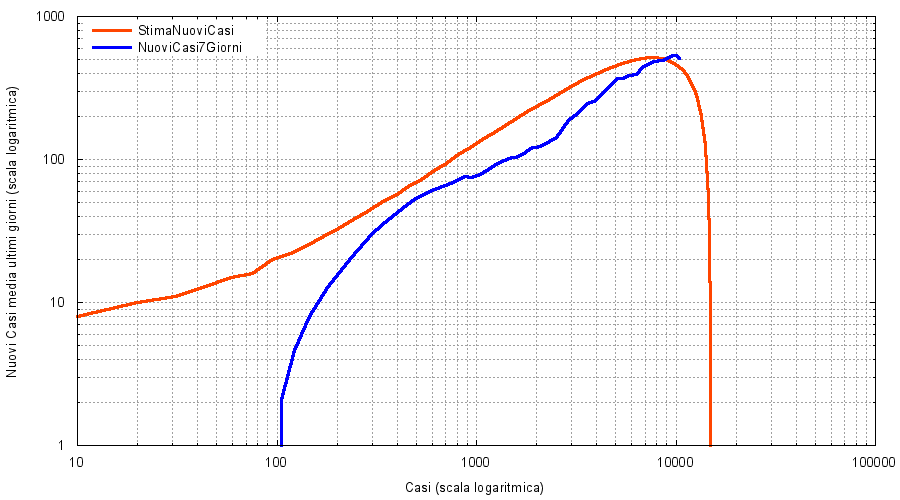 1000
StimaNuoviCasi
NuoviCasi7Giorni
100
10
1
Nuovi Casi media ultimi giorni (scala logaritmica)
10
100
1000
10000
100000
Casi (scala logaritmica)